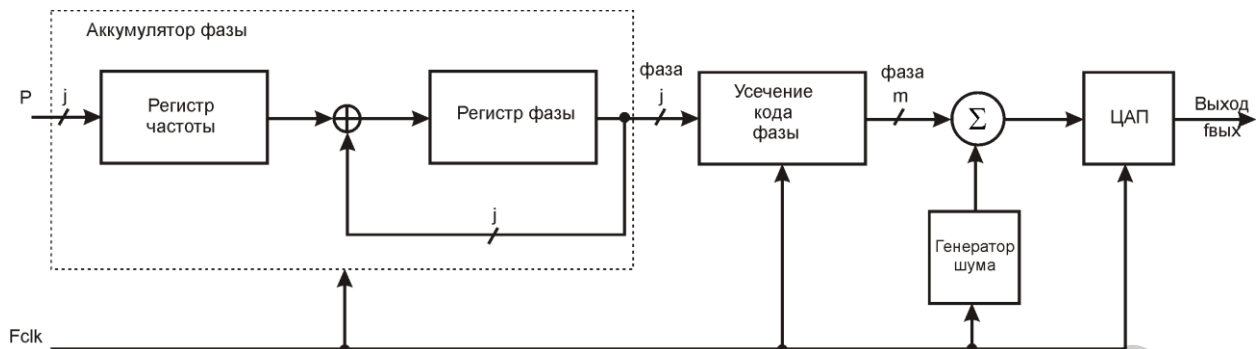 Аккумулятор фазы
P
j
Регистр
частоты
Регистр фазы
j
фаза
j
Усечение
кода
фазы
фаза
m
Σ
ЦАП
Выход
fвых
Генератор
шума
Fclk